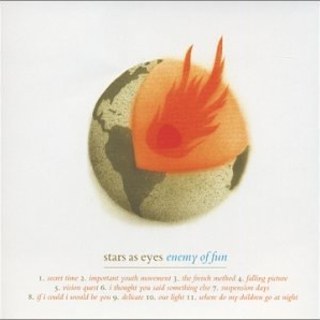 stars as eyes enemy of fun
1. secret time 2. important youth movement 3. the french method 4. falling picture
5. vision quest 6. i thought you said something else 7. suspension days
8. if i could i would be you 9. delicate 10. our light 11. where do my children go at night